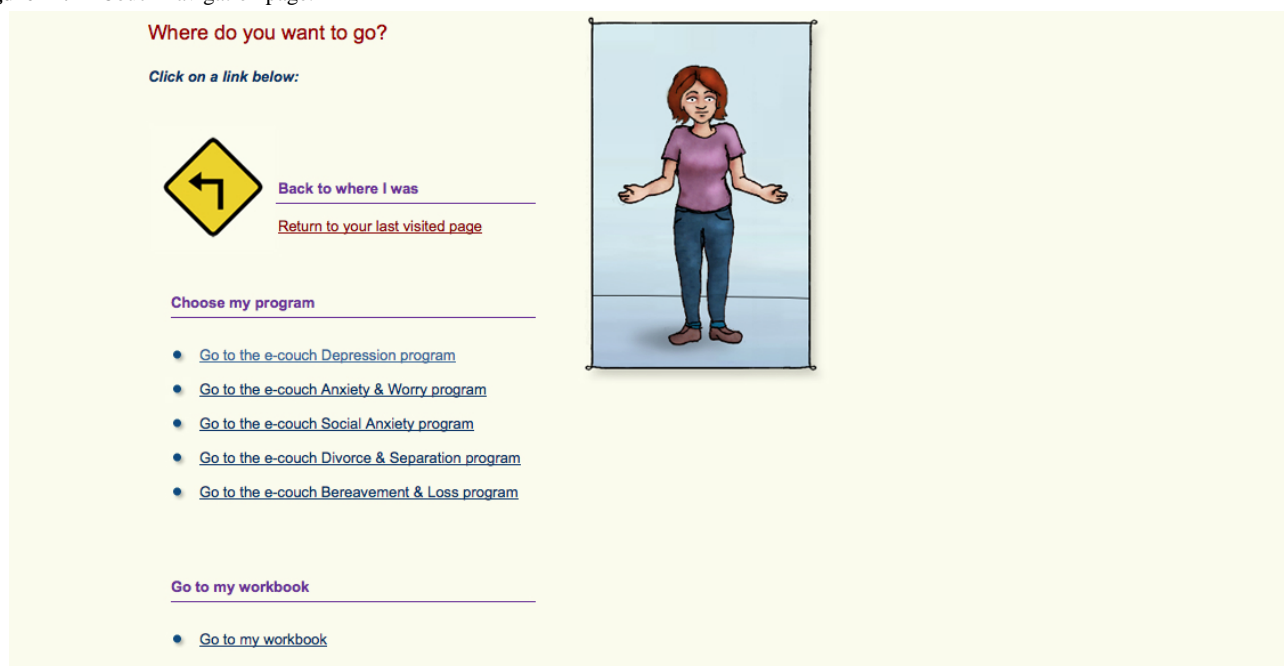 Where do you want to go?
Click on a link below:
Back to where I was
Return to your last visited page
Choose my program
Go to the e-couch Depression program
Go to the e-couch Anxiety & Worry program
Go to the e-couch Social Anxiety program
Go to the e-couch Divorce & Separation program
Go to the e-couch Bereavement & Loss program
Go to my workbook
Go to my workbook